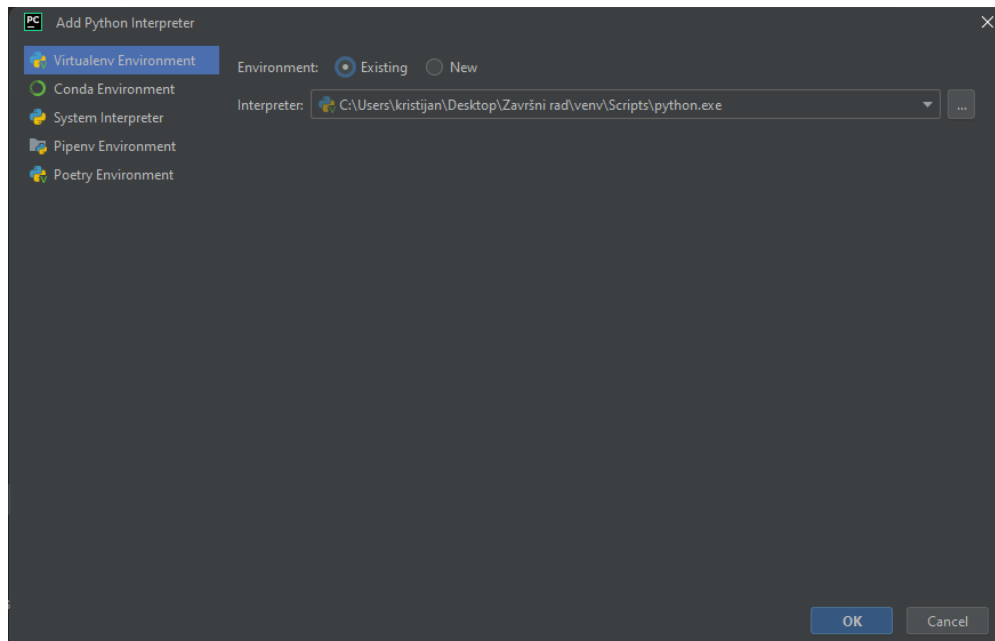 PC Add Python Interpreter
Virtualenv Environment
Conda Environment
System Interpreter
Pipenv Environment
Poetry Environment
Environment: Existing New
Interpreter: C:\Users\kristijan\Desktop\Završni rad\venv\Scripts\python.exe ...
OK Cancel